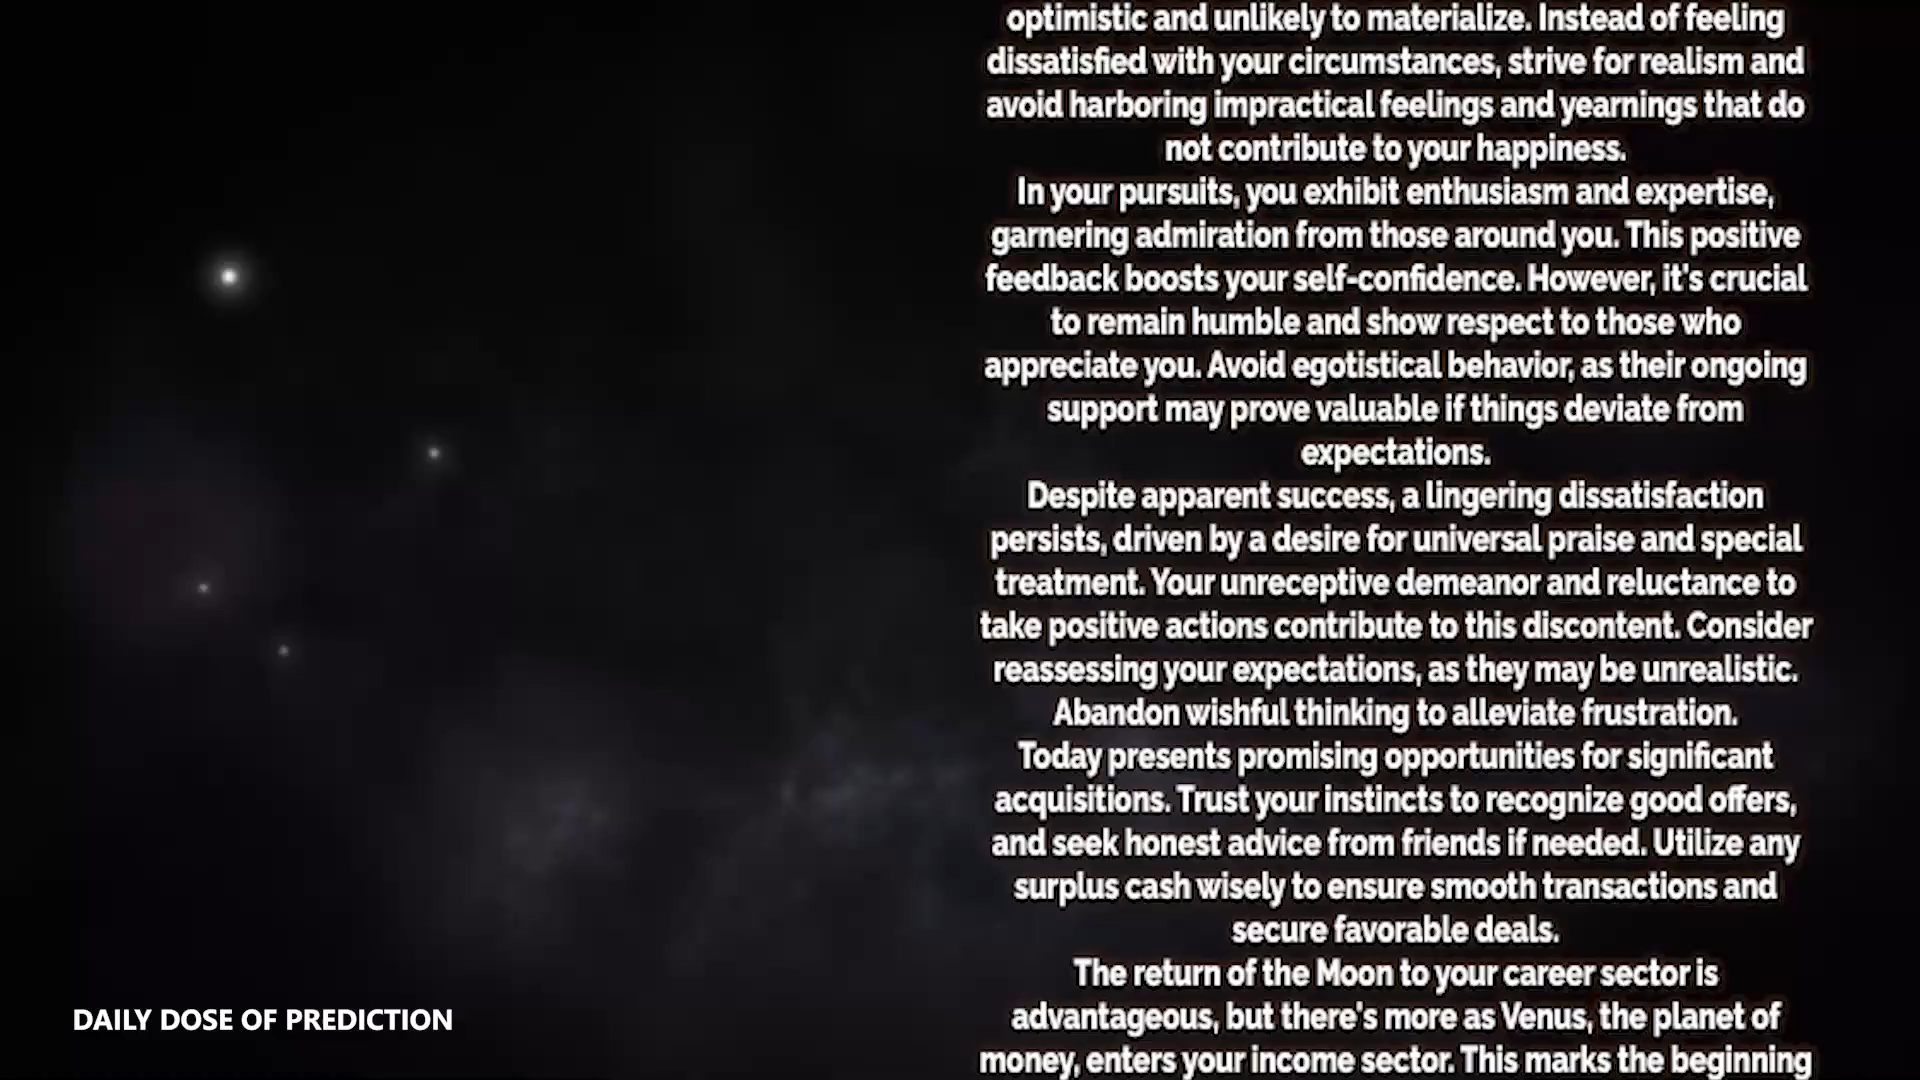 optimistic and unlikely to materialize. Instead of feeling
dissatisfied with your circumstances, strive for realism and
avoid harboring impractical feelings and yearnings that do
not contribute to your happiness.
In your pursuits, you exhibit enthusiasm and expertise,
garnering admiration from those around you. This positive
feedback boosts your self-confidence. However, it's crucial
to remain humble and show respect to those who
appreciate you. Avoid egotistical behavior, as their ongoing
support may prove valuable if things deviate from
expectations.
Despite apparent success, a lingering dissatisfaction
persists, driven by a desire for universal praise and special
treatment. Your unreceptive demeanor and reluctance to
take positive actions contribute to this discontent. Consider
reassessing your expectations, as they may be unrealistic.
Abandon wishful thinking to alleviate frustration.
Today presents promising opportunities for significant
acquisitions. Trust your instincts to recognize good offers,
and seek honest advice from friends if needed. Utilize any
surplus cash wisely to ensure smooth transactions and
secure favorable deals.
The return of the Moon to your career sector is
advantageous, but there's more as Venus, the planet of
money, enters your income sector. This marks the beginning
DAILY DOSE OF PREDICTION